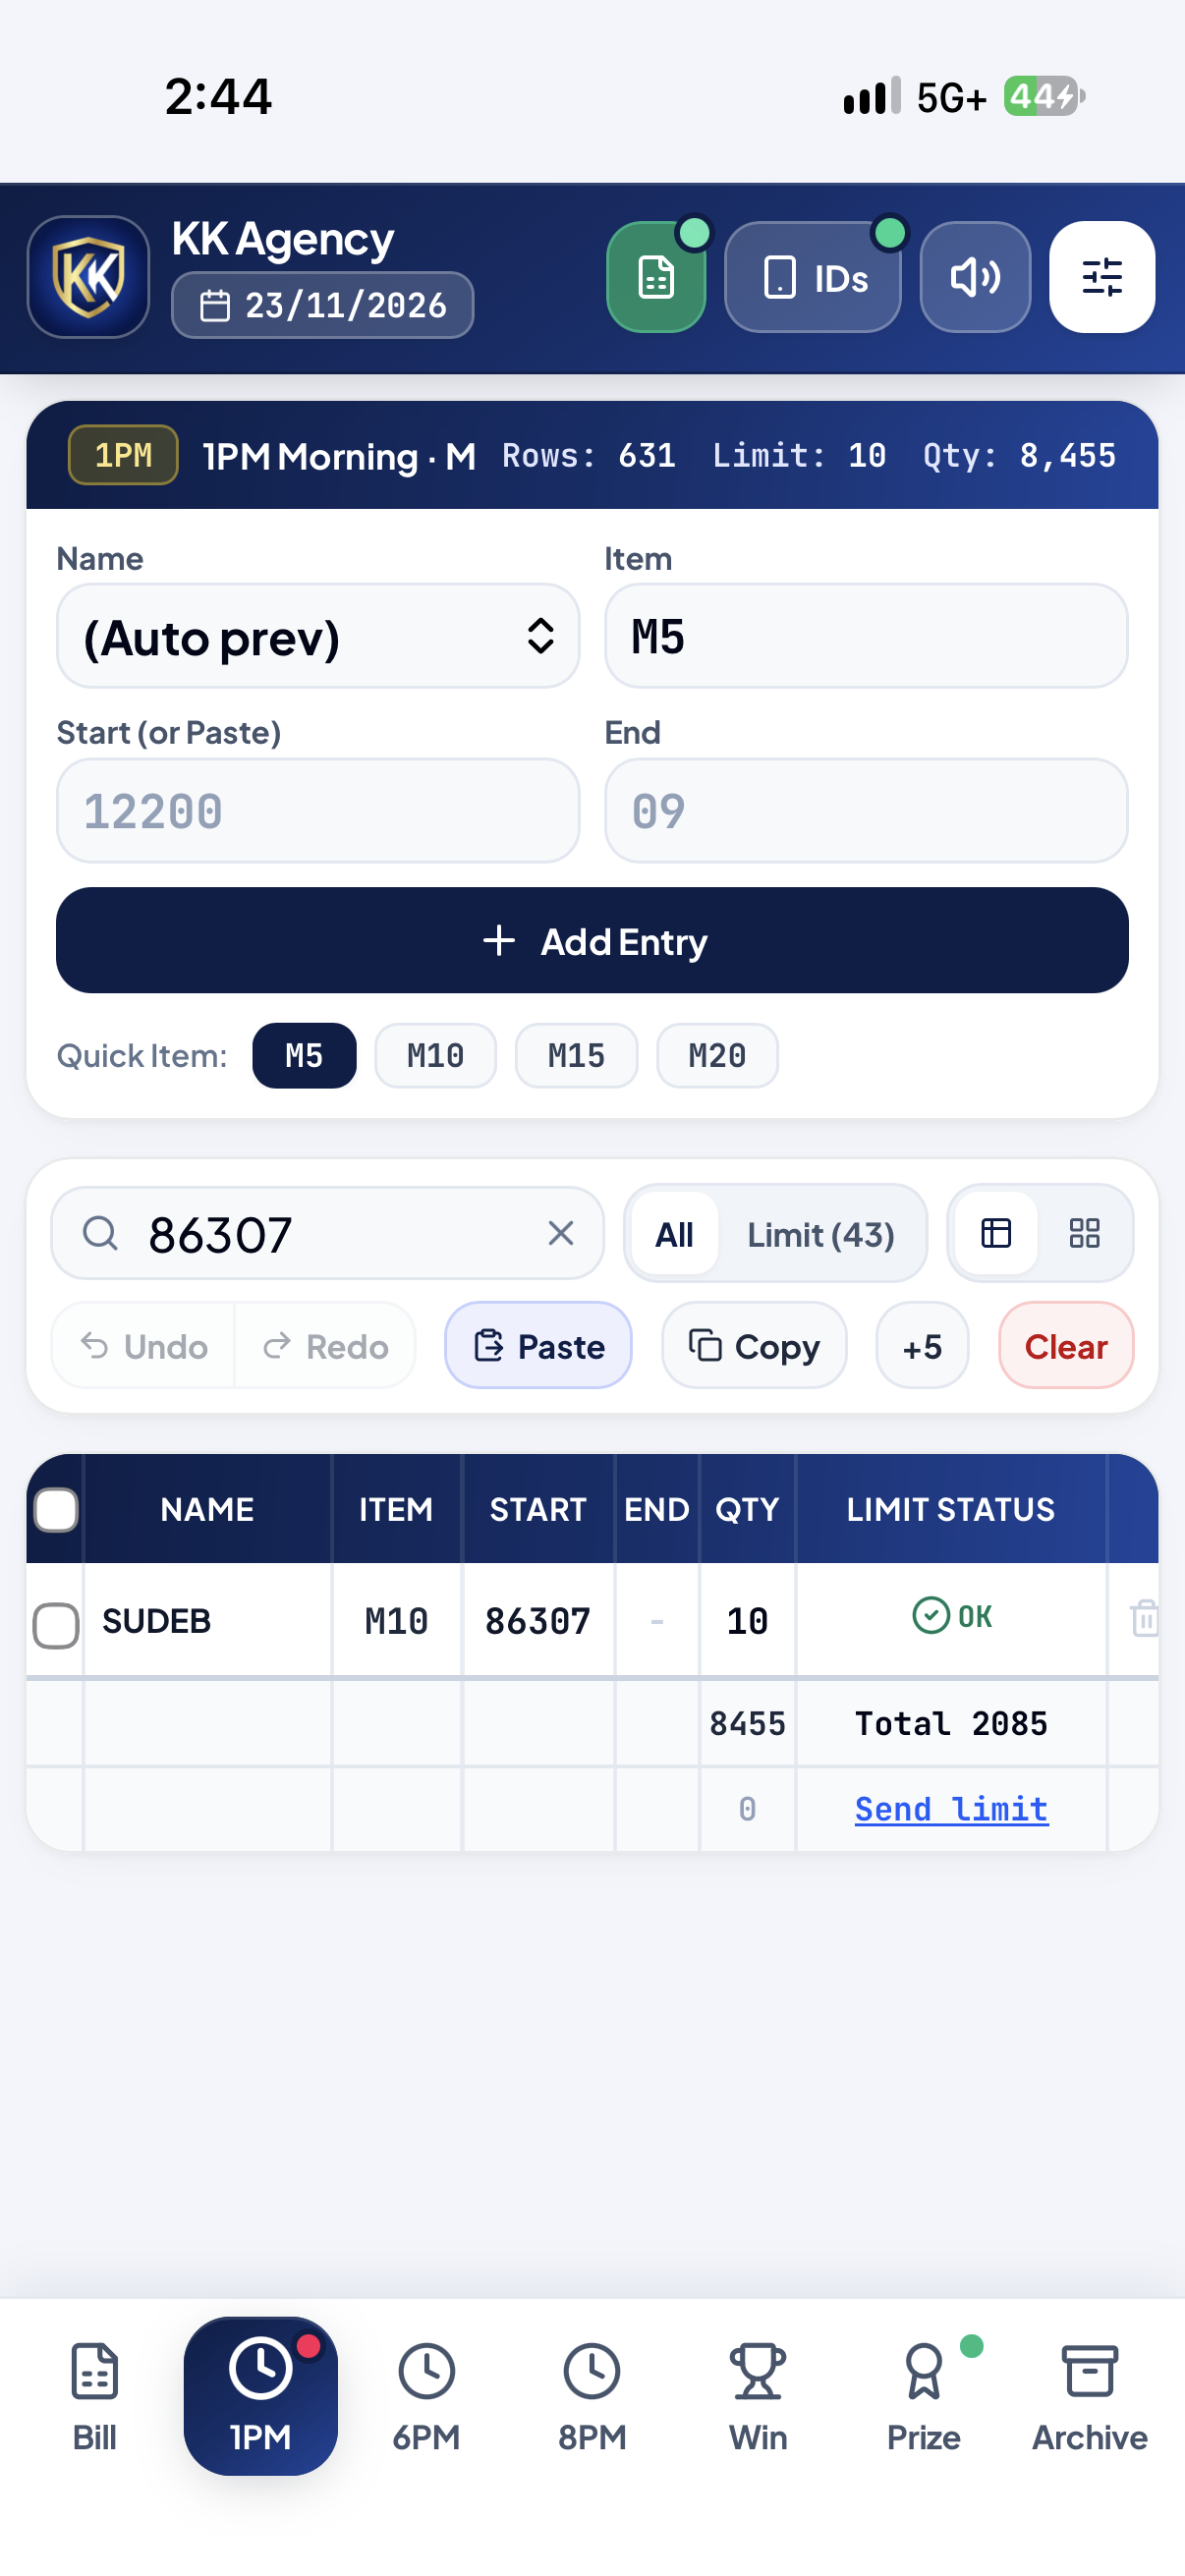 2:44 5G+ 44
KK
KK Agency
23/11/2026
IDs
1PM 1PM Morning · M Rows: 631 Limit: 10 Qty: 8,455
Name Item
(Auto prev) M5
Start (or Paste) End
12200 09
+ Add Entry
Quick Item: M5 M10 M15 M20
86307 All Limit (43)
Undo Redo Paste Copy +5 Clear
NAME ITEM START END QTY LIMIT STATUS
SUDEB M10 86307 - 10 OK
8455 Total 2085
0 Send limit
Bill 1PM 6PM 8PM Win Prize Archive